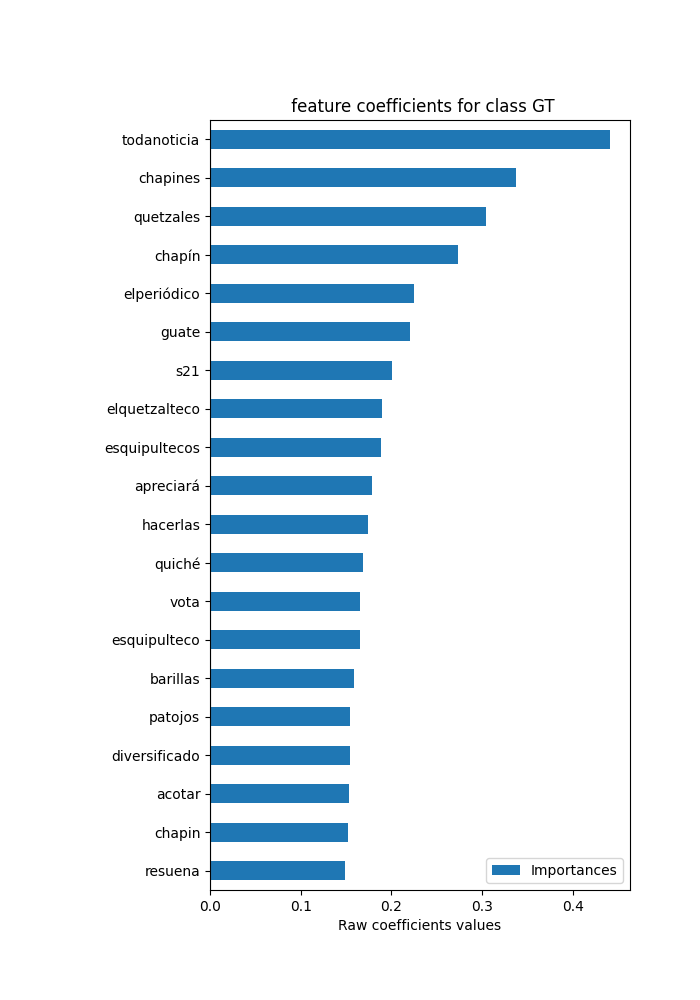 feature coefficients for class GT
todanoticia
chapines
quetzales
chapín
elperiódico
guate
s21
elquetzalteco
esquipultecos
apreciará
hacerlas
quiché
vota
esquipulteco
barillas
patojos
diversificado
acotar
chapin
resuena
Importances
0.0 0.1 0.2 0.3 0.4
Raw coefficients values